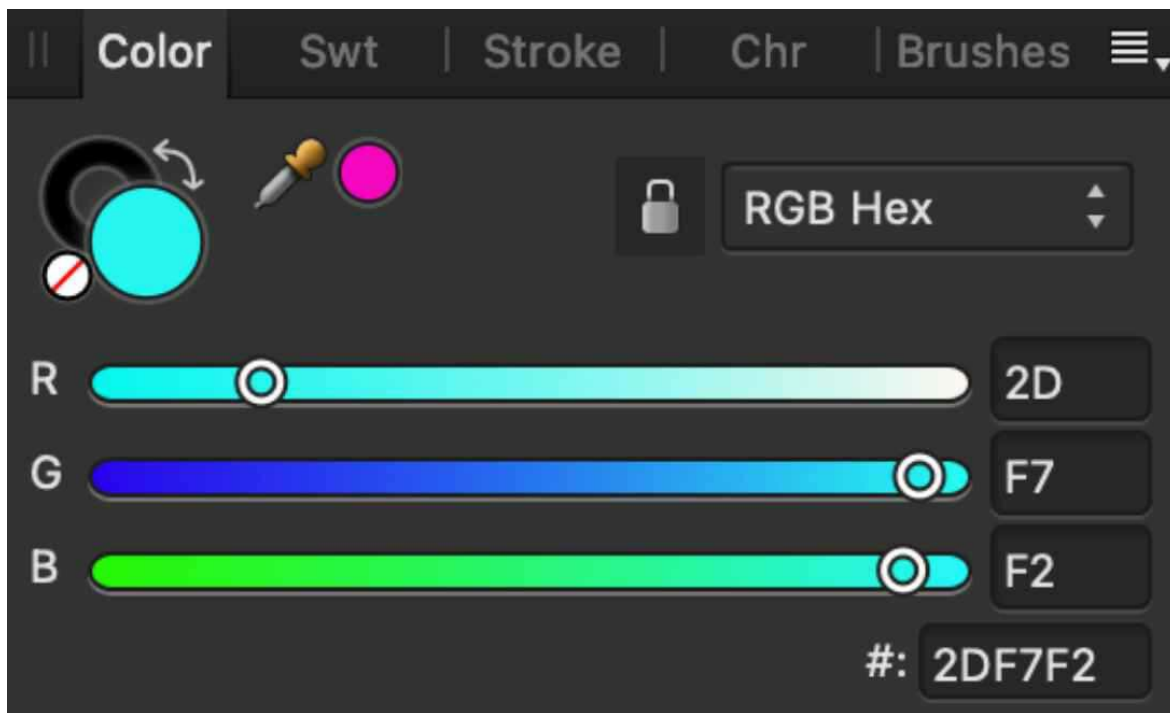 Color Swt Stroke Chr Brushes
RGB Hex
R 2D
G F7
B F2
#: 2DF7F2